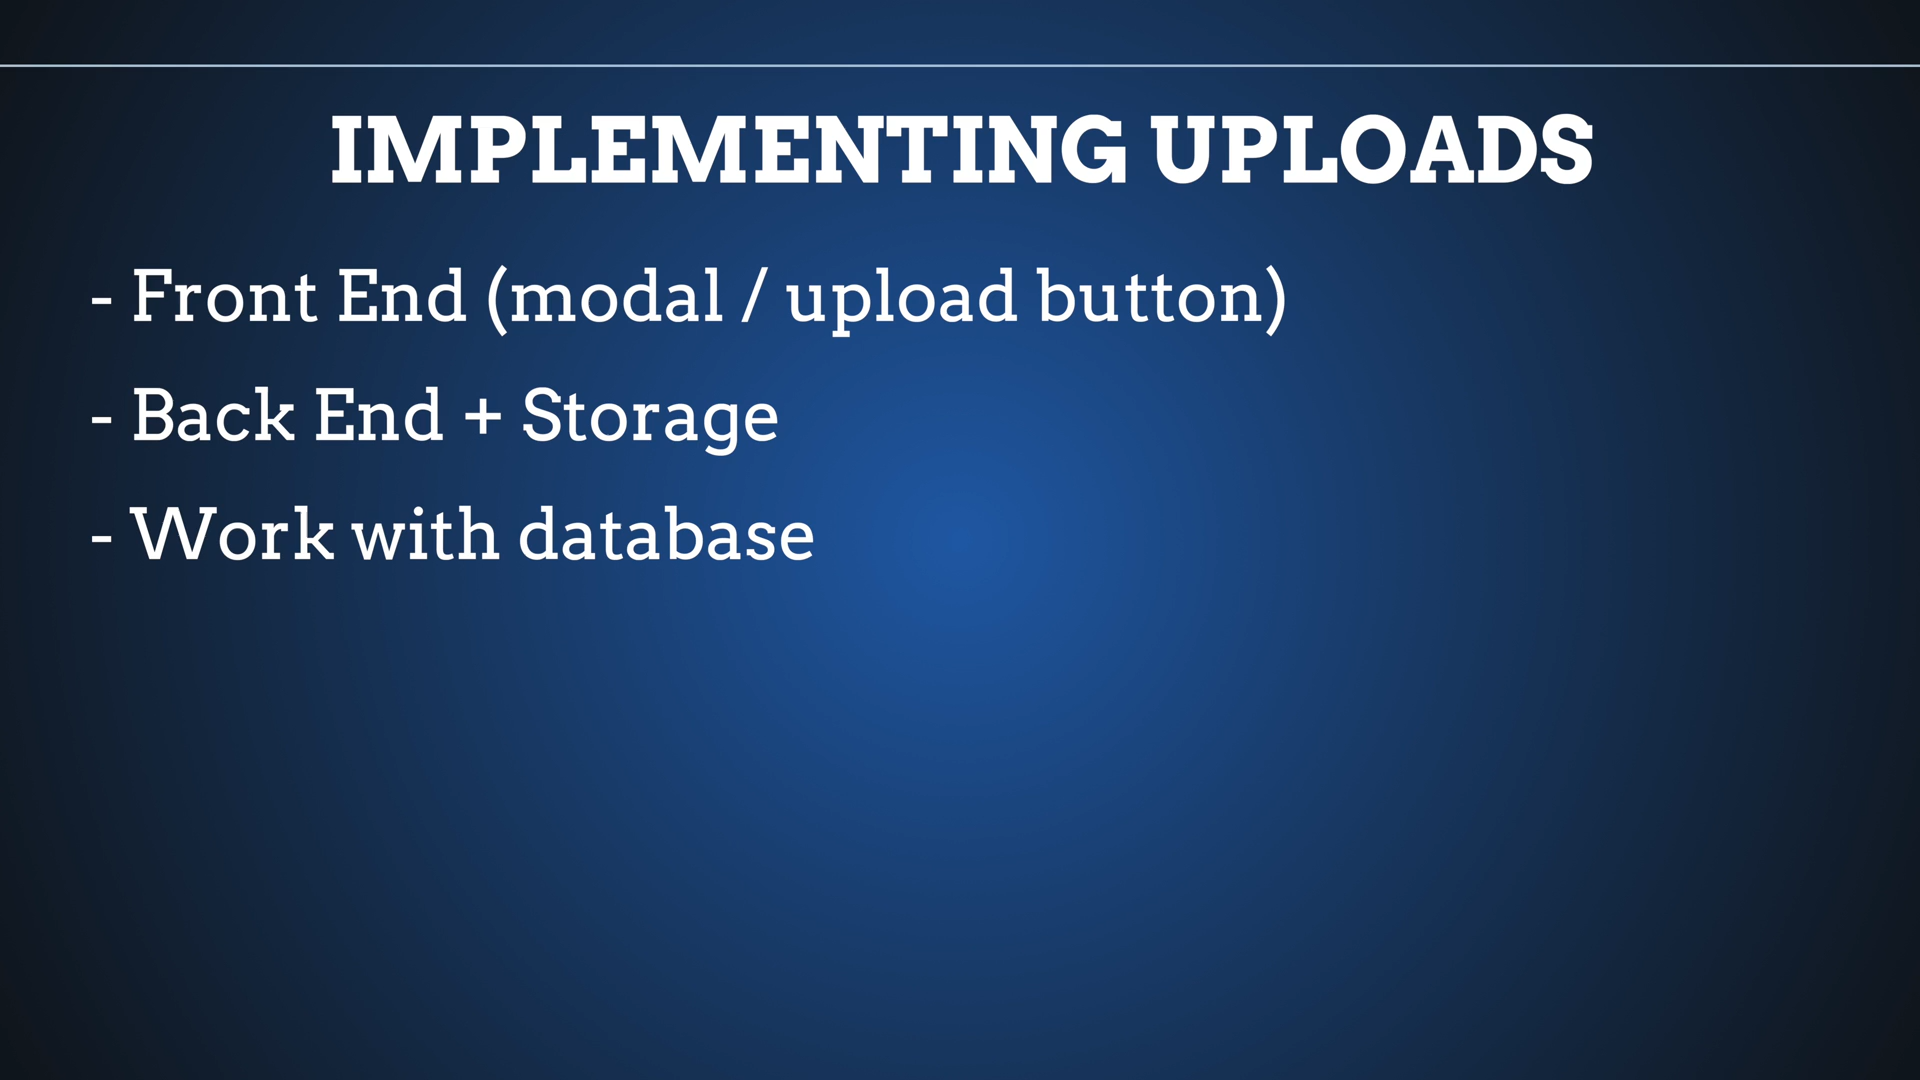 IMPLEMENTING UPLOADS
- Front End (modal / upload button)
- Back End + Storage
- Work with database